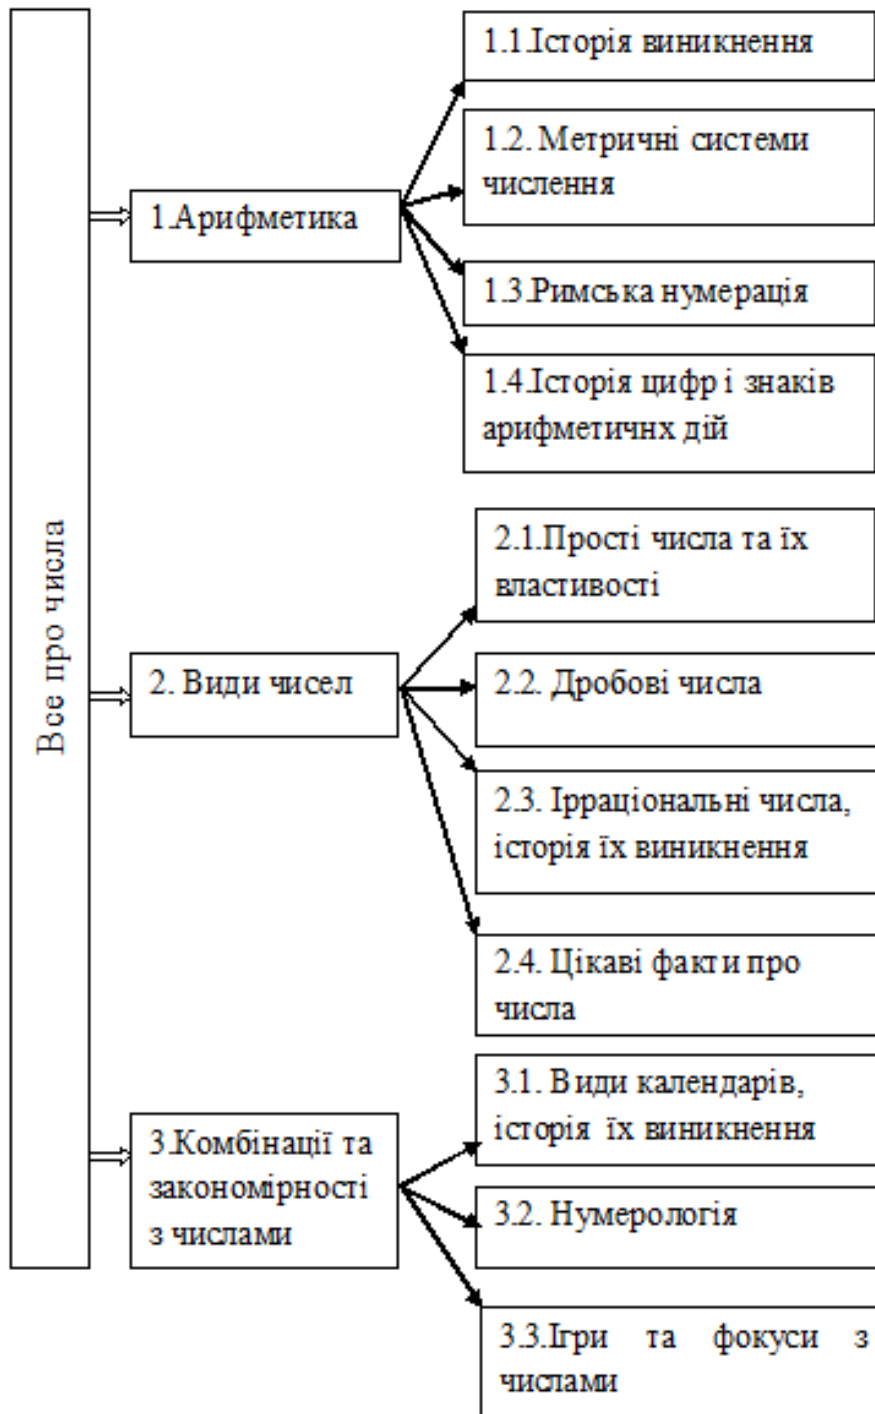 Все про числа
1.Арифметика
1.1.Історія виникнення
1.2. Метричні системи
числення
1.3.Римська нумерація
1.4.Історія цифр і знаків
арифметичнх дій
2. Види чисел
2.1.Прості числа та їх
властивості
2.2. Дробові числа
2.3. Ірраціональні числа,
історія їх виникнення
2.4. Цікаві факти про
числа
3.Комбінації та
закономірності
з числами
3.1. Види календарів,
історія їх виникнення
3.2. Нумерологія
3.3.Ігри та фокуси з
числами